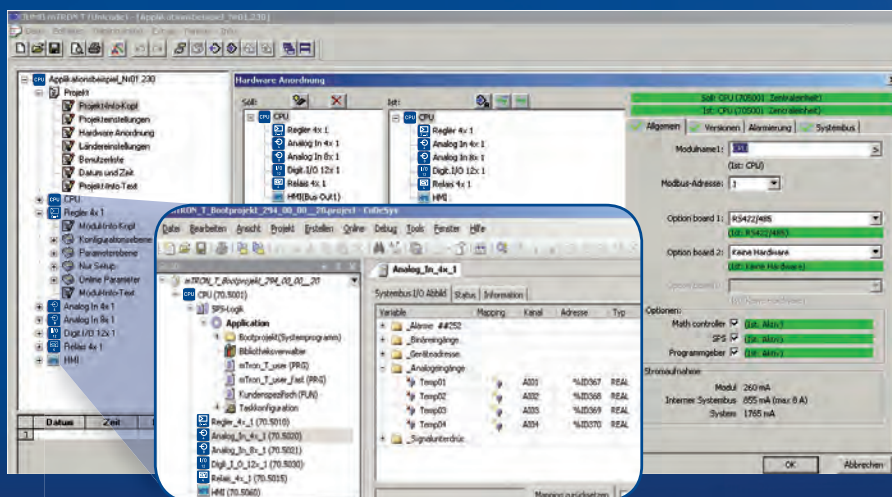 JUMO mTRON T (Unicode) - [Applikationsbeispiel_Nr01.230]
Applikationsbeispiel_Nr01.230
Projekt
Projekt-Info-Kopf
Projekteinstellungen
Hardware Anordnung
Ländereinstellungen
Benutzerliste
Datum und Zeit
Projekt-Info-Text
CPU
Regler 4x 1
Modul-Info-Kopf
Konfigurationsebene
Parameterebene
Nur Setup
Online Parameter
Modul-Info-Text
Analog In 4x 1
Analog In 8x 1
Digit.I/O 12x 1
Relais 4x 1
HMI
Datum Zeit
1
Hardware Anordnung
Soll:
CPU
Regler 4x 1
Analog In 4x 1
Analog In 8x 1
Digit.I/O 12x 1
Relais 4x 1
HMI(Bus-Out1)
Ist:
CPU
Regler 4x 1
Analog In 4x 1
Analog In 8x 1
Digit.I/O 12x 1
Relais 4x 1
HMI
Soll: CPU (705001 Zentraleinheit)
Ist: CPU (705001 Zentraleinheit)
Allgemein Versionen Alarmierung Systembus
Modulname1: CPU
(Ist: CPU)
Modbus-Adresse: 1
Option board 1: RS422/485
(Ist: RS422/485)
Option board 2: Keine Hardware
(Ist: Keine Hardware)
Optionen:
Math controller (Ist: Aktiv)
SPS (Ist: Aktiv)
Programmgeber (Ist: Aktiv)
Stromaufnahme
Modul 260 mA
Interner Systembus 855 mA (max 8 A)
System 1765 mA
OK Abbrechen
mTRON_T_Bootprojekt_294_00_00__20.project - CoDeSys
Datei Bearbeiten Ansicht Projekt Erstellen Online Debug Tools Fenster Hilfe
mTRON_T_Bootprojekt_294_00_00__20
CPU (70.5001)
SPS-Logik
Application
Bootprojekt(Systemprogramm)
Bibliotheksverwalter
mTron_T_user (PRG)
mTron_T_user_fast (PRG)
Kundenspezifisch (FUN)
Taskkonfiguration
Regler_4x_1 (70.5010)
Analog_In_4x_1 (70.5020)
Analog_In_8x_1 (70.5021)
Digit_I_O_12x_1 (70.5030)
Relais_4x_1 (70.5015)
HMI (70.5060)
Analog_In_4x_1
Systembus I/O Abbild Status Information
Variable Mapping Kanal Adresse Typ
_Alarme ##252
_Binäreingänge
_Geräteadresse
_Analogeingänge
Temp01 AI01 %ID367 REAL
Temp02 AI02 %ID368 REAL
Temp03 AI03 %ID369 REAL
Temp04 AI04 %ID370 REAL
Mapping zurücksetzen